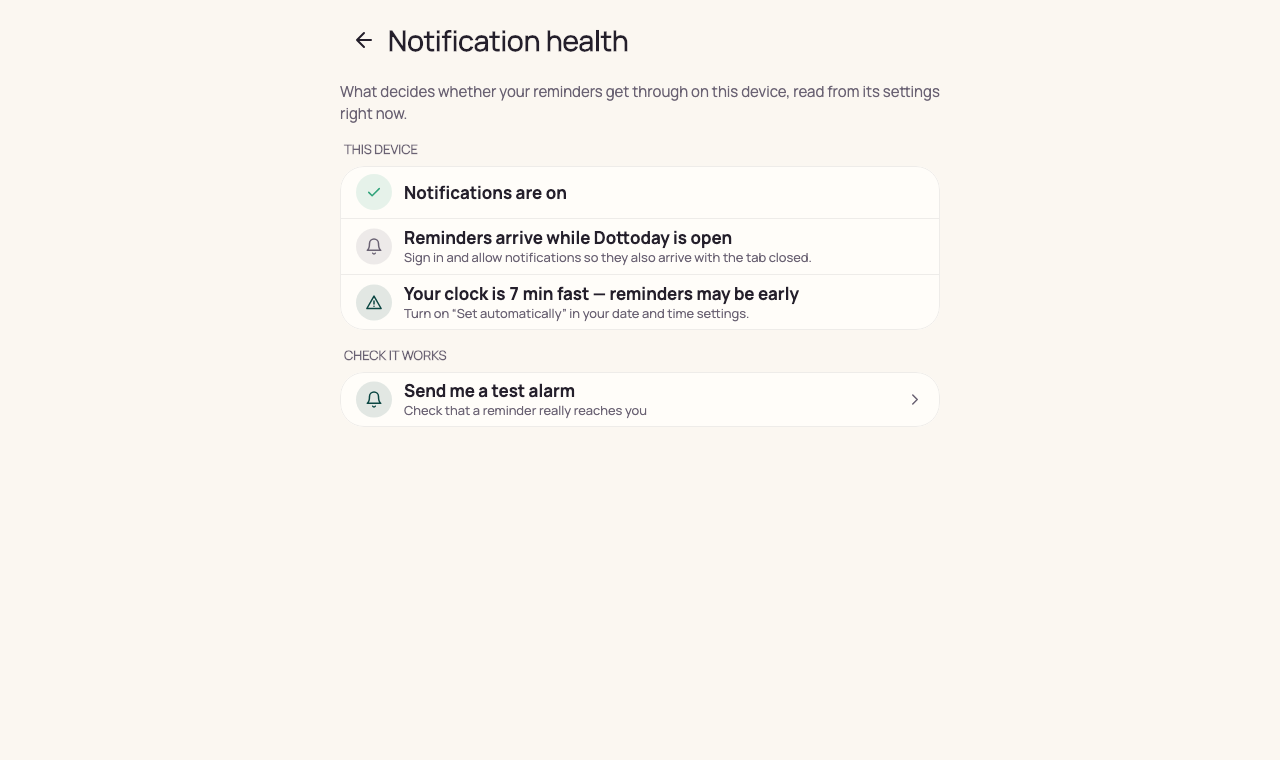 Notification health
What decides whether your reminders get through on this device, read from its settings
right now.
THIS DEVICE
Notifications are on
Reminders arrive while Dottoday is open
Sign in and allow notifications so they also arrive with the tab closed.
Your clock is 7 min fast — reminders may be early
Turn on “Set automatically” in your date and time settings.
CHECK IT WORKS
Send me a test alarm
Check that a reminder really reaches you